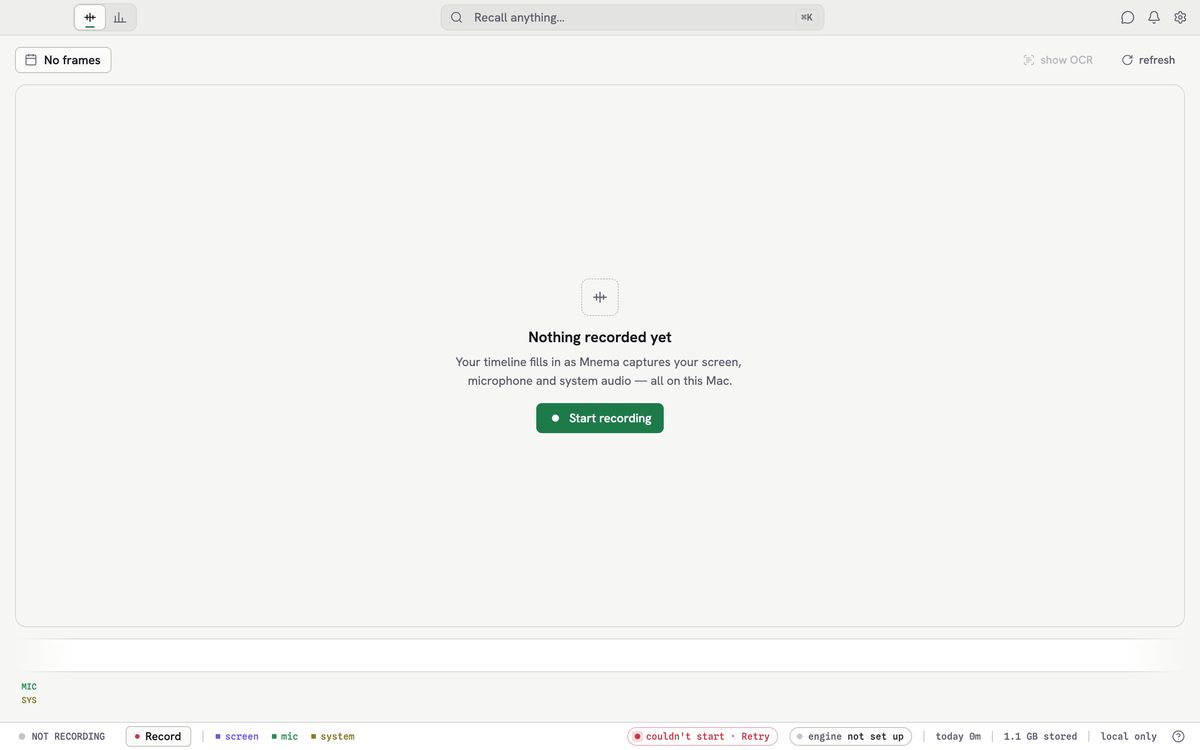 Recall anything...
⌘K
No frames
show OCR
refresh
Nothing recorded yet
Your timeline fills in as Mnema captures your screen,
microphone and system audio — all on this Mac.
Start recording
MIC
SYS
NOT RECORDING
Record
screen
mic
system
couldn't start · Retry
engine not set up
today 0m
1.1 GB stored
local only
?